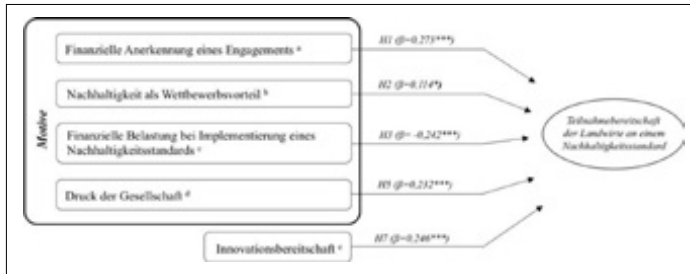 Motive
Finanzielle Anerkennung eines Engagements ᵃ
H1 (β=0,273***)
Nachhaltigkeit als Wettbewerbsvorteil ᵇ
H2 (β=0,114*)
Finanzielle Belastung bei Implementierung eines
Nachhaltigkeitsstandards ᶜ
H3 (β= -0,242***)
Druck der Gesellschaft ᵈ
H5 (β=0,232***)
Innovationsbereitschaft ᵉ
H7 (β=0,246***)
Teilnahmebereitschaft
der Landwirte an einem
Nachhaltigkeitsstandard